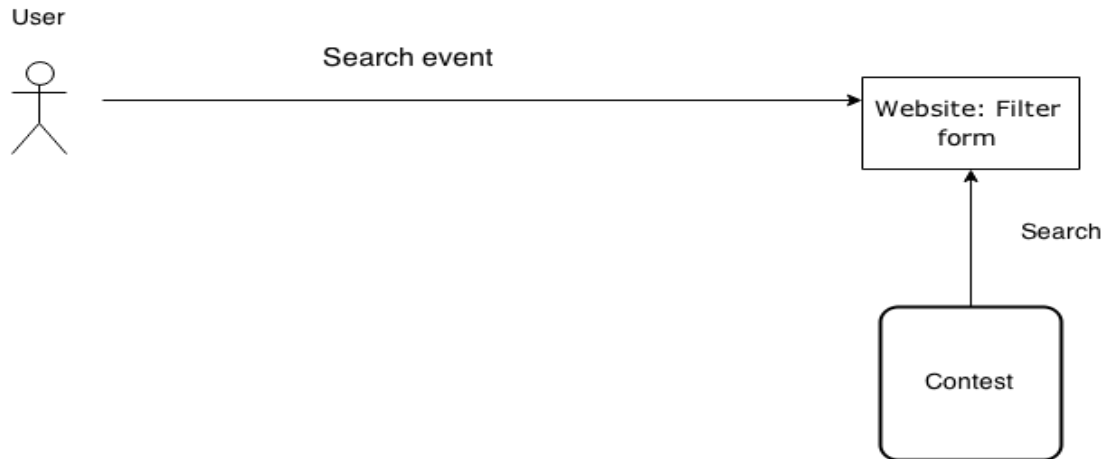 User
Search event
Website: Filter
form
Search
Contest